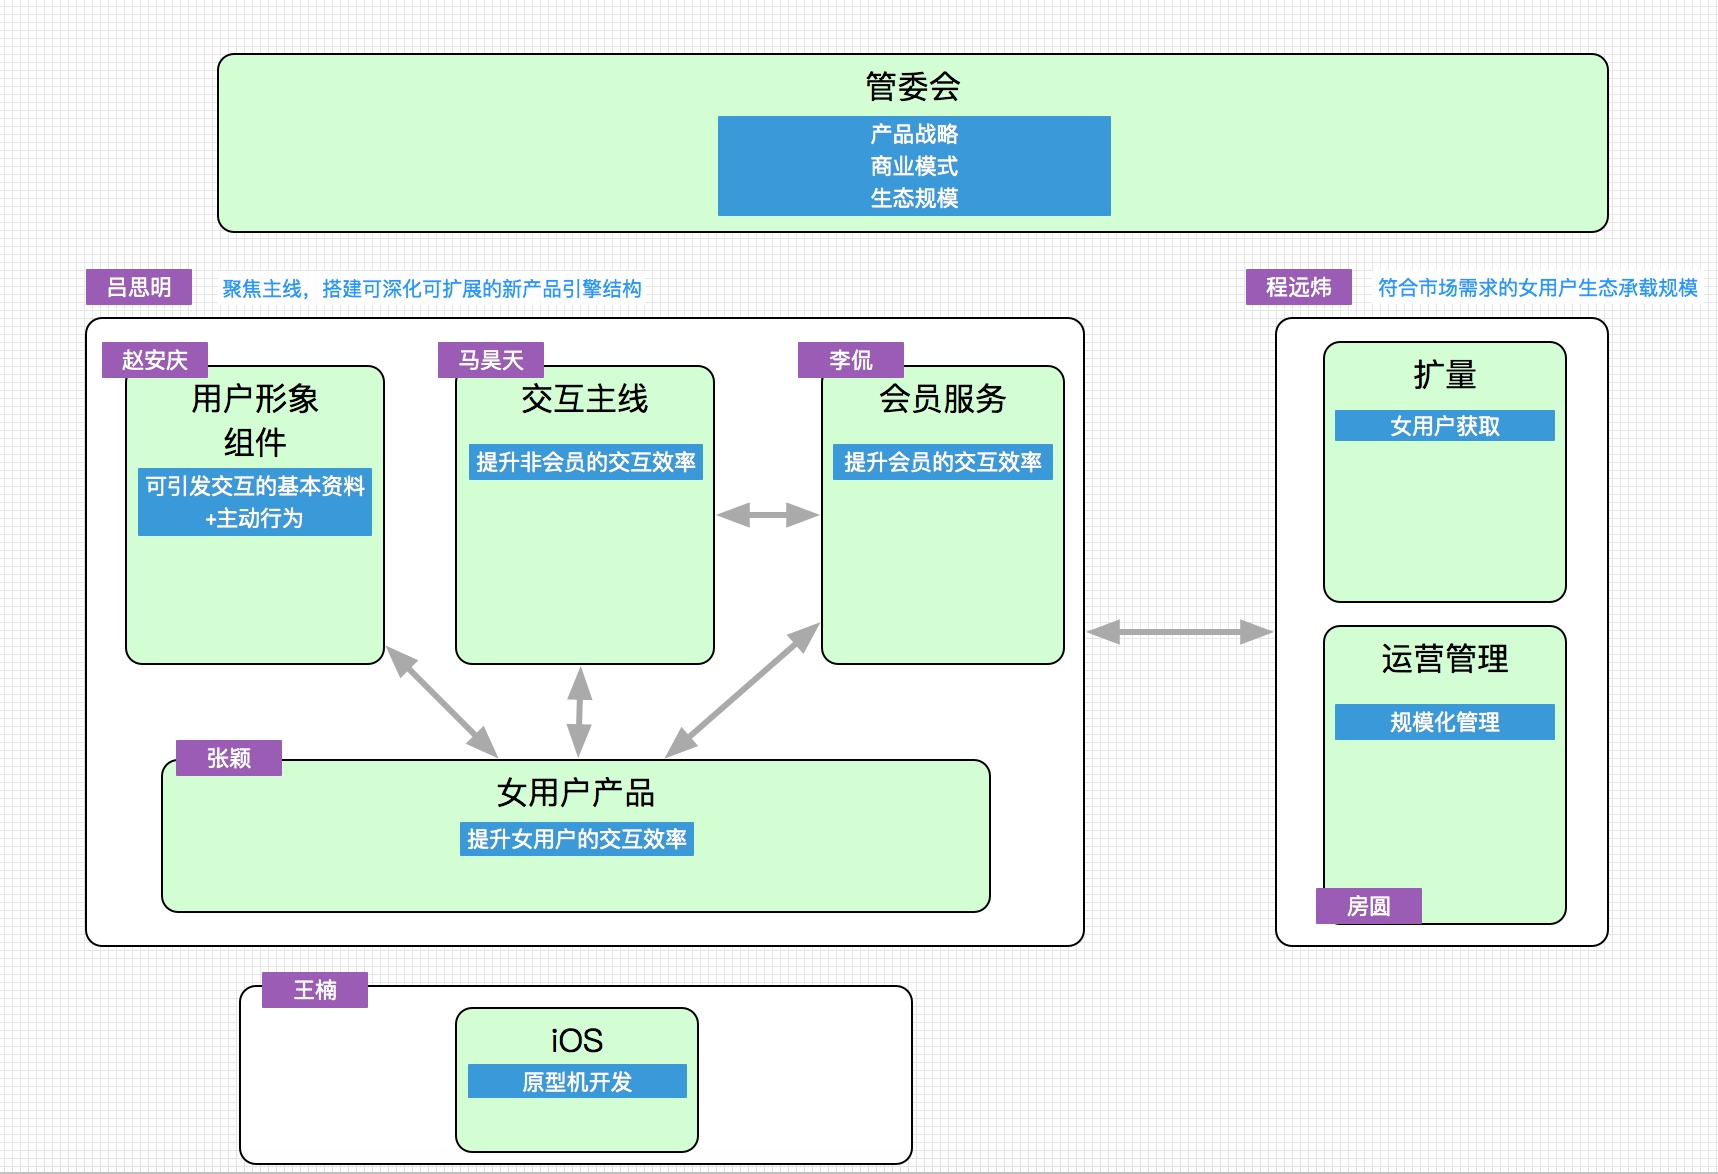 管委会
产品战略
商业模式
生态规模
吕思明
聚焦主线，搭建可深化可扩展的新产品引擎结构
程远炜
符合市场需求的女用户生态承载规模
赵安庆
用户形象
组件
可引发交互的基本资料
+主动行为
马昊天
交互主线
提升非会员的交互效率
李侃
会员服务
提升会员的交互效率
扩量
女用户获取
运营管理
规模化管理
房圆
张颖
女用户产品
提升女用户的交互效率
王楠
iOS
原型机开发